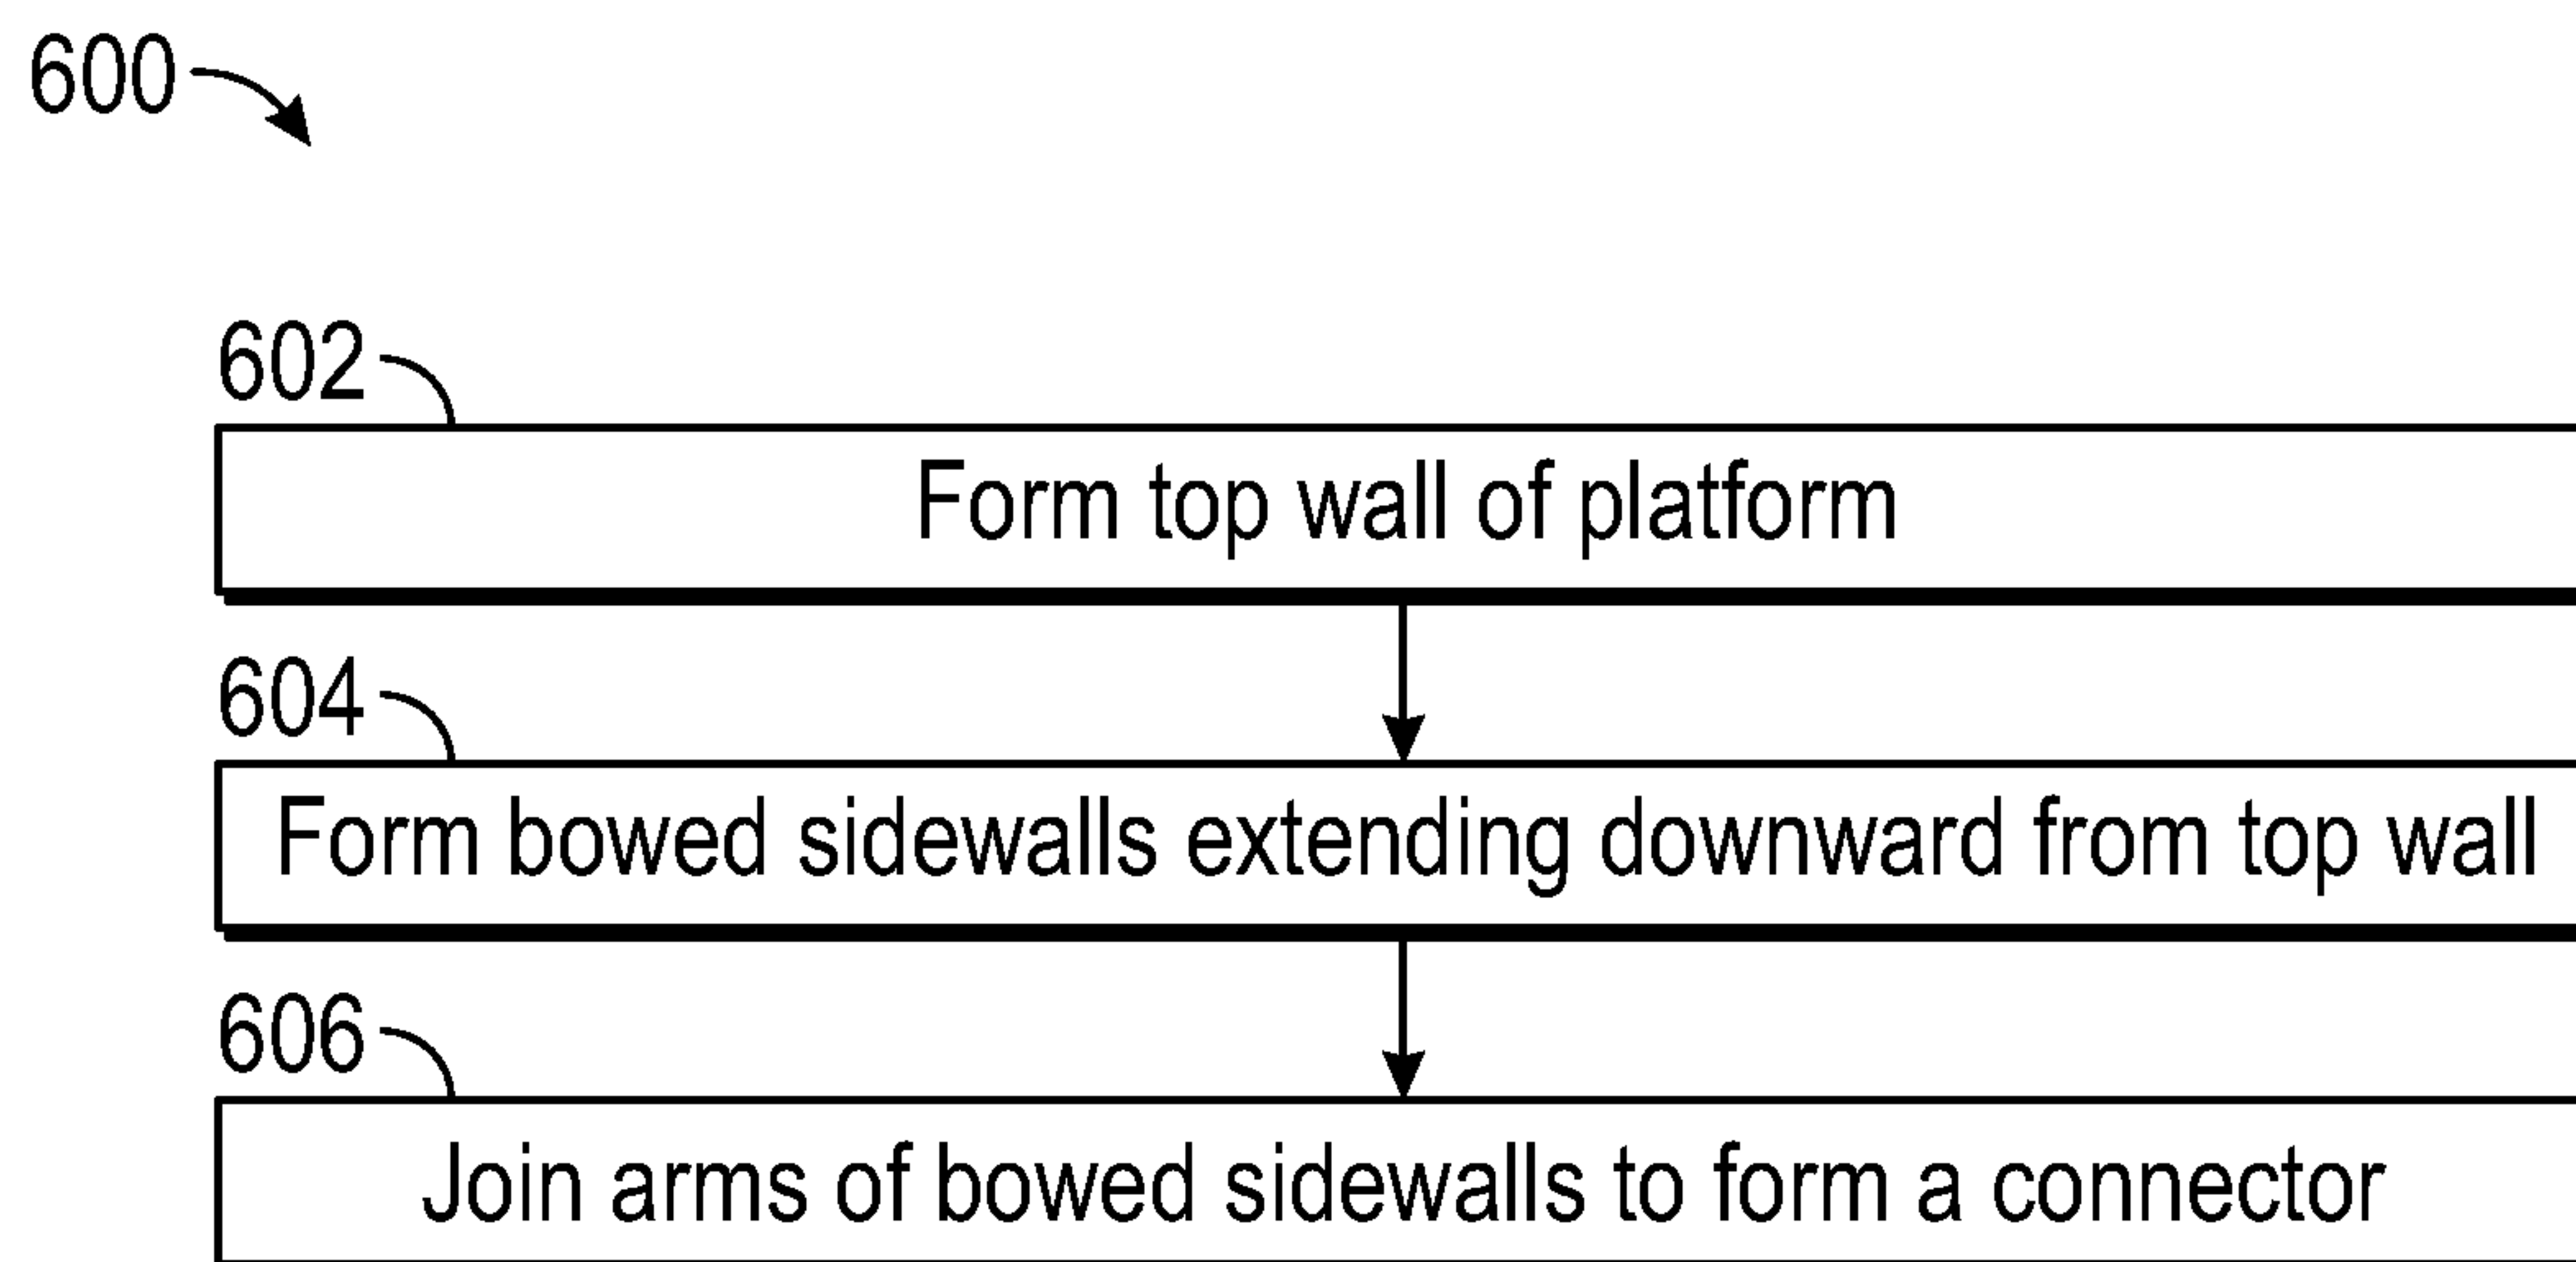 600
602
Form top wall of platform
604
Form bowed sidewalls extending downward from top wall
606
Join arms of bowed sidewalls to form a connector